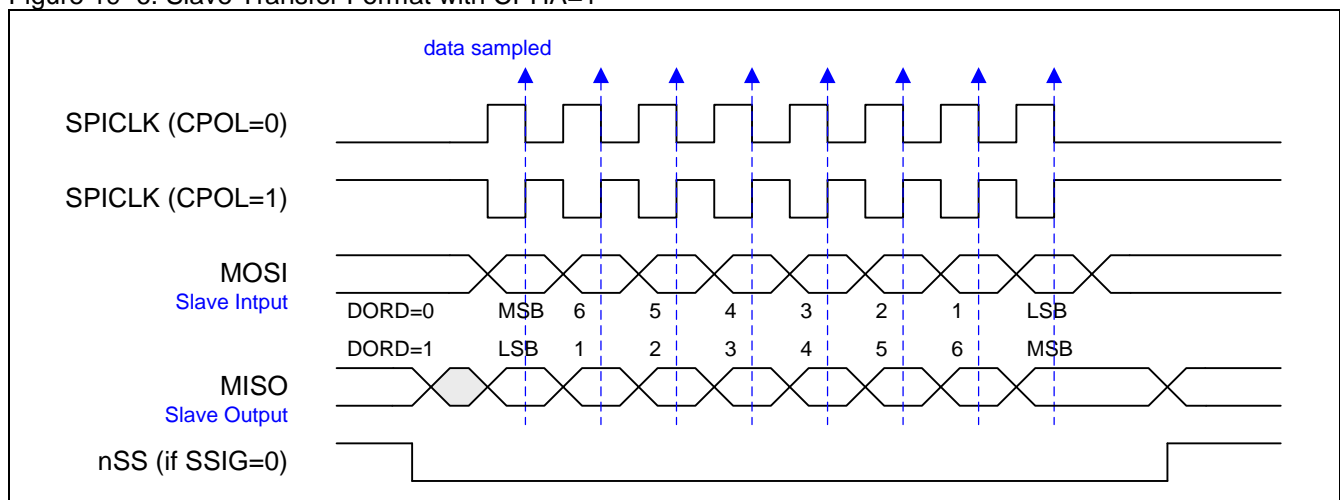 data sampled
SPICLK (CPOL=0)
SPICLK (CPOL=1)
MOSI
Slave Intput
DORD=0 MSB 6 5 4 3 2 1 LSB
DORD=1 LSB 1 2 3 4 5 6 MSB
MISO
Slave Output
nSS (if SSIG=0)